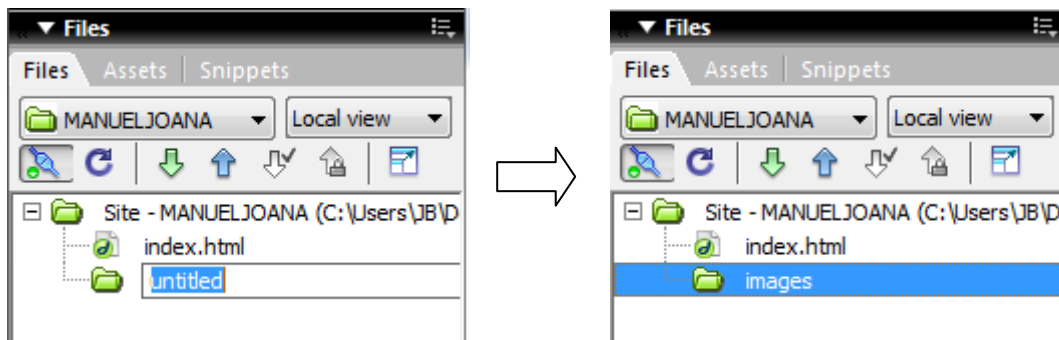 Files
Files Assets Snippets
MANUELJOANA Local view
Site - MANUELJOANA (C:\Users\JB\D
index.html
untitled
Files
Files Assets Snippets
MANUELJOANA Local view
Site - MANUELJOANA (C:\Users\JB\D
index.html
images